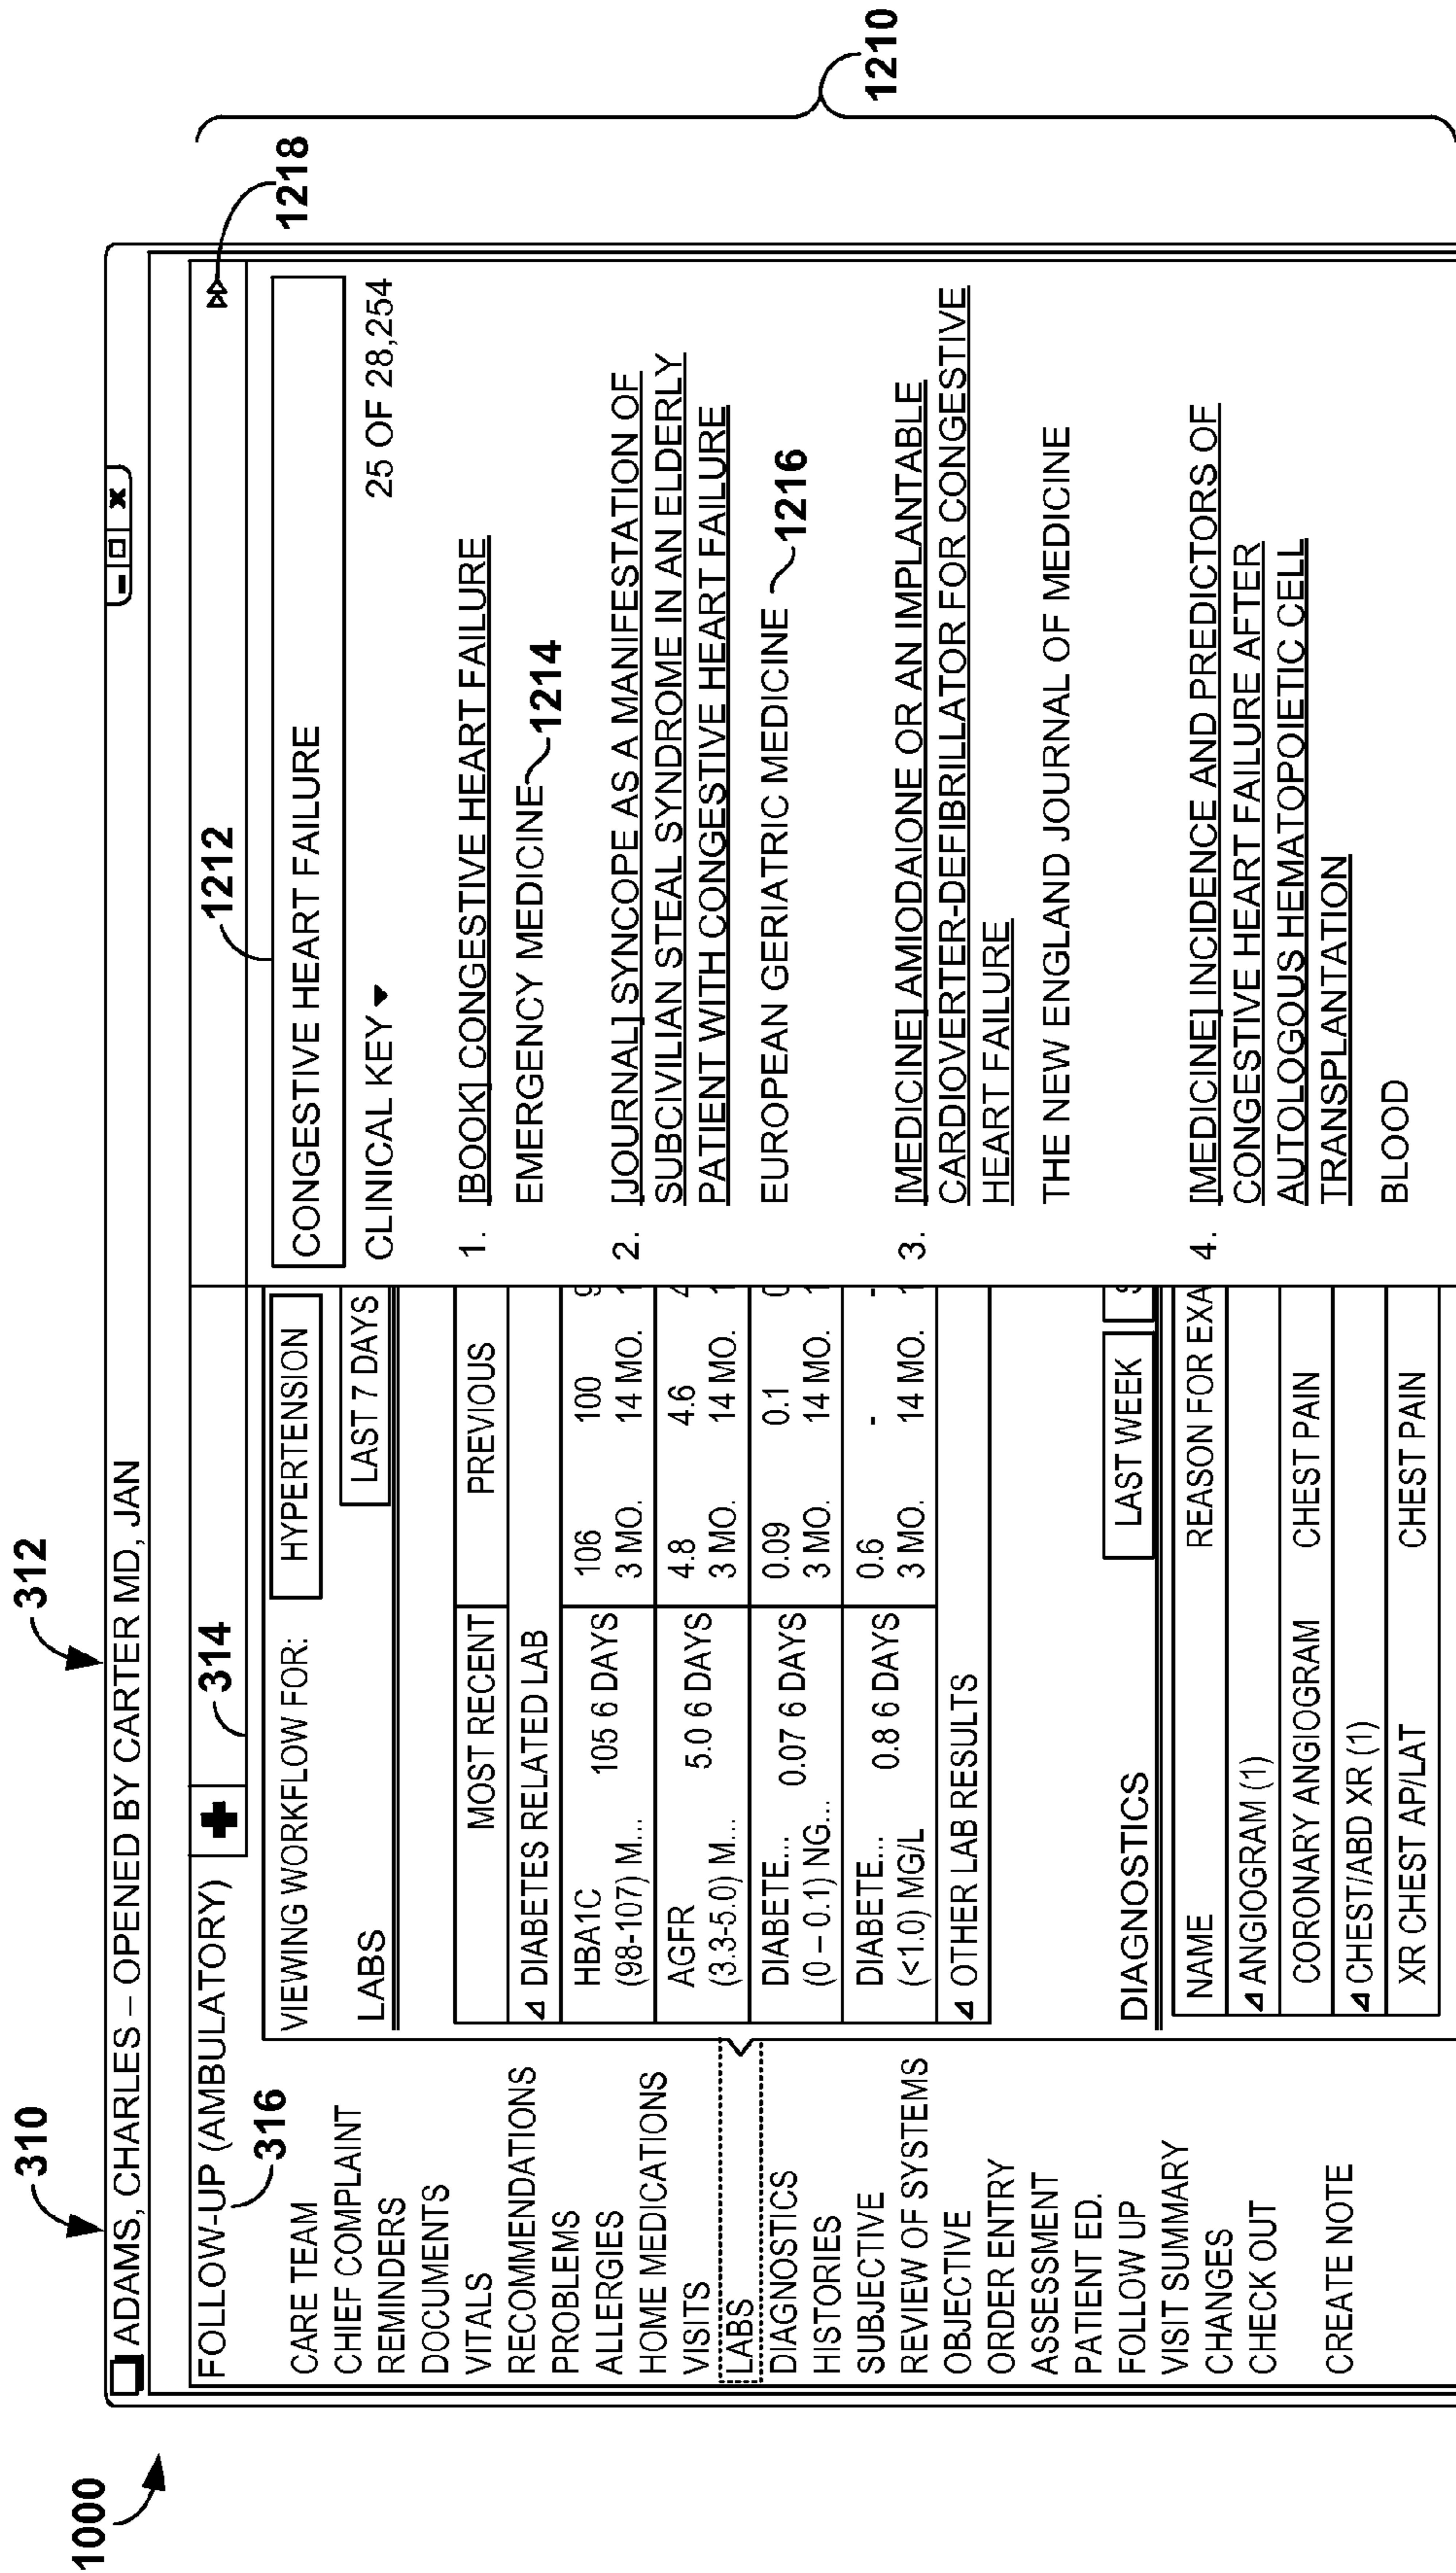 1000
310
312
ADAMS, CHARLES – OPENED BY CARTER MD, JAN
FOLLOW-UP (AMBULATORY)
314
316
CARE TEAM
CHIEF COMPLAINT
REMINDERS
DOCUMENTS
VITALS
RECOMMENDATIONS
PROBLEMS
ALLERGIES
HOME MEDICATIONS
VISITS
LABS
DIAGNOSTICS
HISTORIES
SUBJECTIVE
REVIEW OF SYSTEMS
OBJECTIVE
ORDER ENTRY
ASSESSMENT
PATIENT ED.
FOLLOW UP
VISIT SUMMARY
CHANGES
CHECK OUT
CREATE NOTE
VIEWING WORKFLOW FOR: HYPERTENSION
LABS LAST 7 DAYS
MOST RECENT PREVIOUS
DIABETES RELATED LAB
HBA1C 105 6 DAYS 106 100
(98-107) M... 3 MO. 14 MO.
AGFR 5.0 6 DAYS 4.8 4.6
(3.3-5.0) M... 3 MO. 14 MO.
DIABETE... 0.07 6 DAYS 0.09 0.1
(0 – 0.1) NG... 3 MO. 14 MO.
DIABETE... 0.8 6 DAYS 0.6 - -
(<1.0) MG/L 3 MO. 14 MO.
OTHER LAB RESULTS
DIAGNOSTICS LAST WEEK
NAME REASON FOR EXA
ANGIOGRAM (1)
CORONARY ANGIOGRAM CHEST PAIN
CHEST/ABD XR (1)
XR CHEST AP/LAT CHEST PAIN
1212
1218
CONGESTIVE HEART FAILURE
CLINICAL KEY 25 OF 28,254
1. [BOOK] CONGESTIVE HEART FAILURE
EMERGENCY MEDICINE 1214
2. [JOURNAL] SYNCOPE AS A MANIFESTATION OF
SUBCIVILIAN STEAL SYNDROME IN AN ELDERLY
PATIENT WITH CONGESTIVE HEART FAILURE
EUROPEAN GERIATRIC MEDICINE 1216
3. [MEDICINE] AMIODAIONE OR AN IMPLANTABLE
CARDIOVERTER-DEFIBRILLATOR FOR CONGESTIVE
HEART FAILURE
THE NEW ENGLAND JOURNAL OF MEDICINE
4. [MEDICINE] INCIDENCE AND PREDICTORS OF
CONGESTIVE HEART FAILURE AFTER
AUTOLOGOUS HEMATOPOIETIC CELL
TRANSPLANTATION
BLOOD
1210